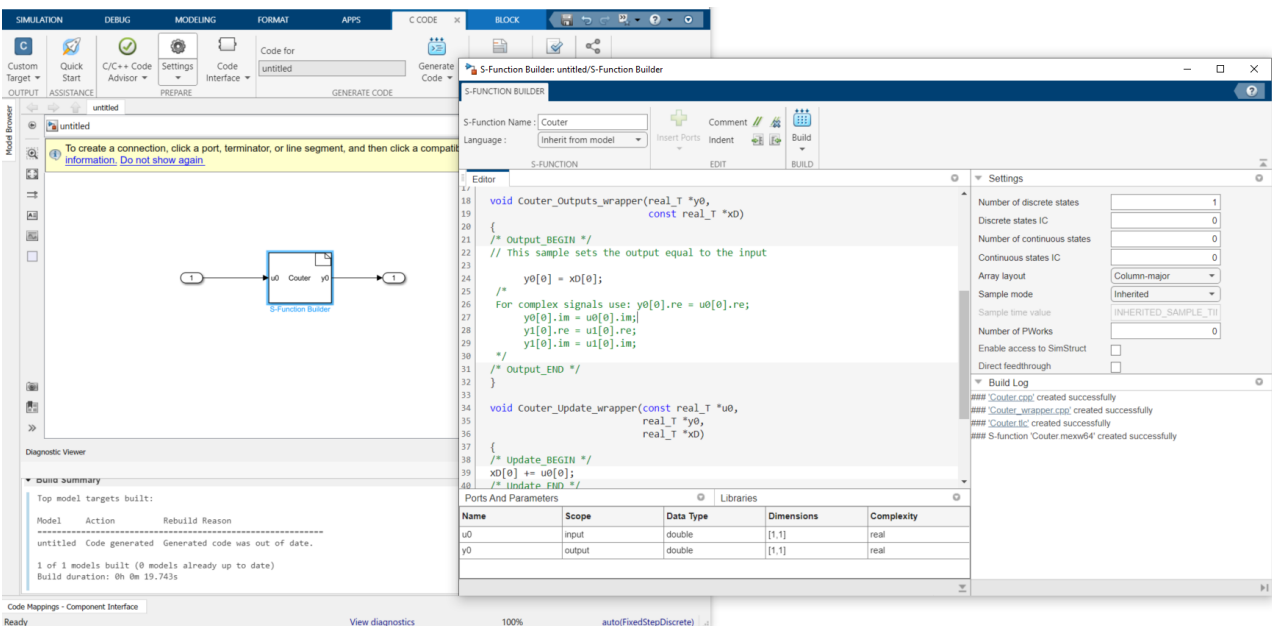 SIMULATION DEBUG MODELING FORMAT APPS C CODE × BLOCK
Custom Target
Quick Start
C/C++ Code Advisor
Settings
Code Interface
Code for
untitled
Generate Code
OUTPUT ASSISTANCE PREPARE GENERATE CODE
Model Browser
untitled
untitled
To create a connection, click a port, terminator, or line segment, and then click a compatib
information. Do not show again
1
u0 Couter y0
1
S-Function Builder
Diagnostic Viewer
Build Summary
Top model targets built:
Model Action Rebuild Reason
untitled Code generated Generated code was out of date.
1 of 1 models built (0 models already up to date)
Build duration: 0h 0m 19.743s
Code Mappings - Component Interface
Ready View diagnostics 100% auto(FixedStepDiscrete)
S-Function Builder: untitled/S-Function Builder
S-FUNCTION BUILDER
S-Function Name : Couter
Language : Inherit from model
Insert Ports
Comment
Indent
Build
S-FUNCTION EDIT BUILD
Editor
17
18 void Couter_Outputs_wrapper(real_T *y0,
19 const real_T *xD)
20 {
21 /* Output_BEGIN */
22 // This sample sets the output equal to the input
23
24 y0[0] = xD[0];
25 /*
26 For complex signals use: y0[0].re = u0[0].re;
27 y0[0].im = u0[0].im;
28 y1[0].re = u1[0].re;
29 y1[0].im = u1[0].im;
30 */
31 /* Output_END */
32 }
33
34 void Couter_Update_wrapper(const real_T *u0,
35 real_T *y0,
36 real_T *xD)
37 {
38 /* Update_BEGIN */
39 xD[0] += u0[0];
40 /* Update_END */
Ports And Parameters Libraries
Name Scope Data Type Dimensions Complexity
u0 input double [1,1] real
y0 output double [1,1] real
Settings
Number of discrete states 1
Discrete states IC 0
Number of continuous states 0
Continuous states IC 0
Array layout Column-major
Sample mode Inherited
Sample time value INHERITED_SAMPLE_TII
Number of PWorks 0
Enable access to SimStruct
Direct feedthrough
Build Log
### 'Couter.cpp' created successfully
### 'Couter_wrapper.cpp' created successfully
### 'Couter.tlc' created successfully
### S-function 'Couter.mexw64' created successfully